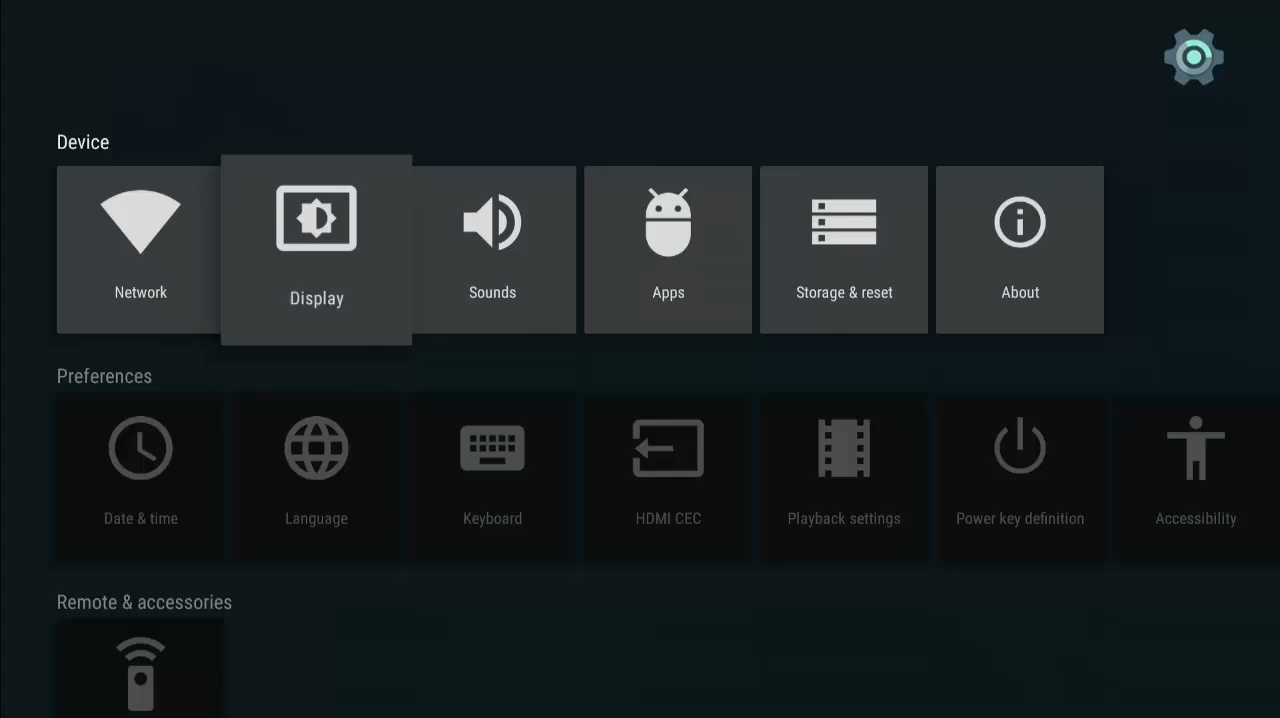 Device
Network
Display
Sounds
Apps
Storage & reset
About
Preferences
Date & time
Language
Keyboard
HDMI CEC
Playback settings
Power key definition
Accessibility
Remote & accessories